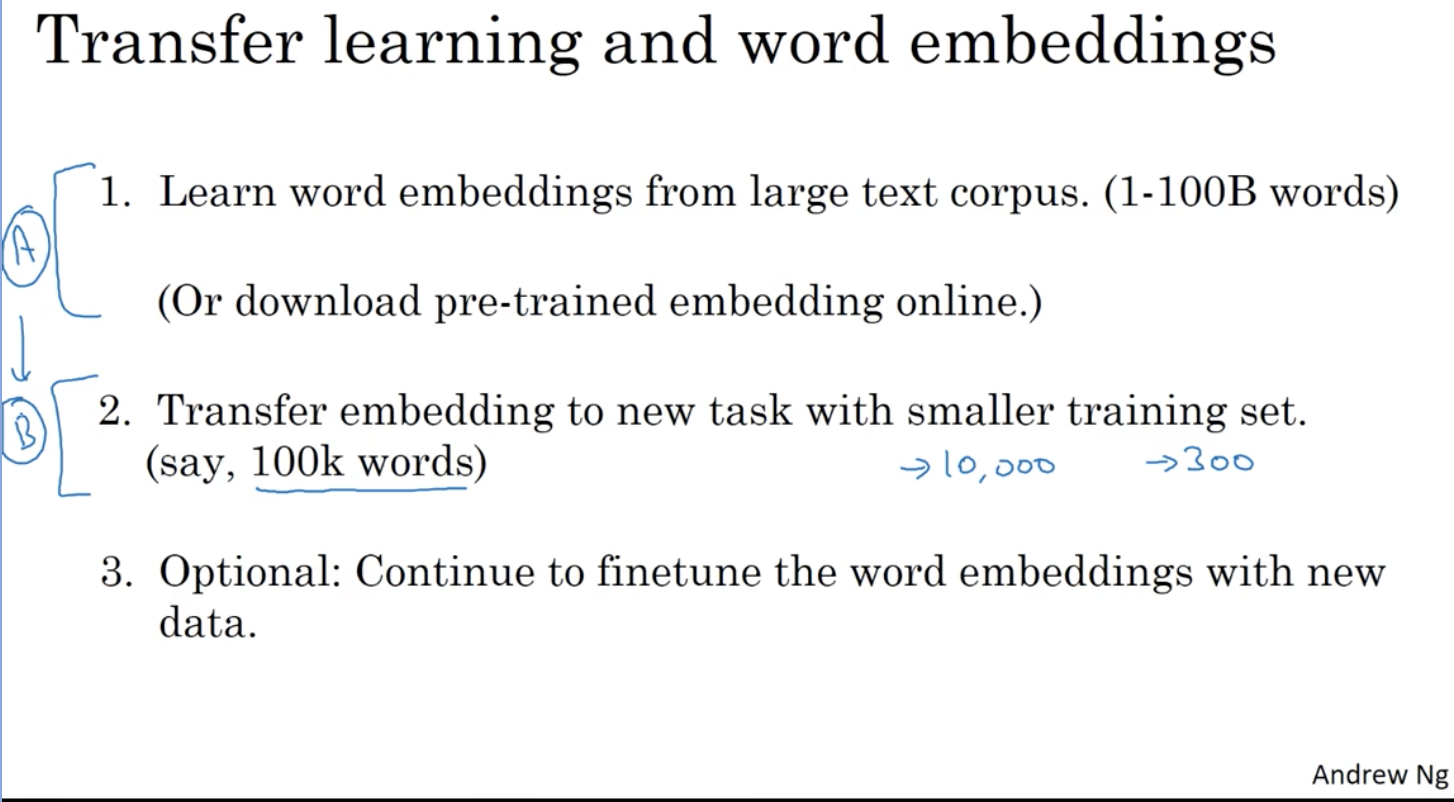 Transfer learning and word embeddings
A
1. Learn word embeddings from large text corpus. (1-100B words)
(Or download pre-trained embedding online.)
B
2. Transfer embedding to new task with smaller training set.
(say, 100k words) → 10,000 → 300
3. Optional: Continue to finetune the word embeddings with new
data.
Andrew Ng